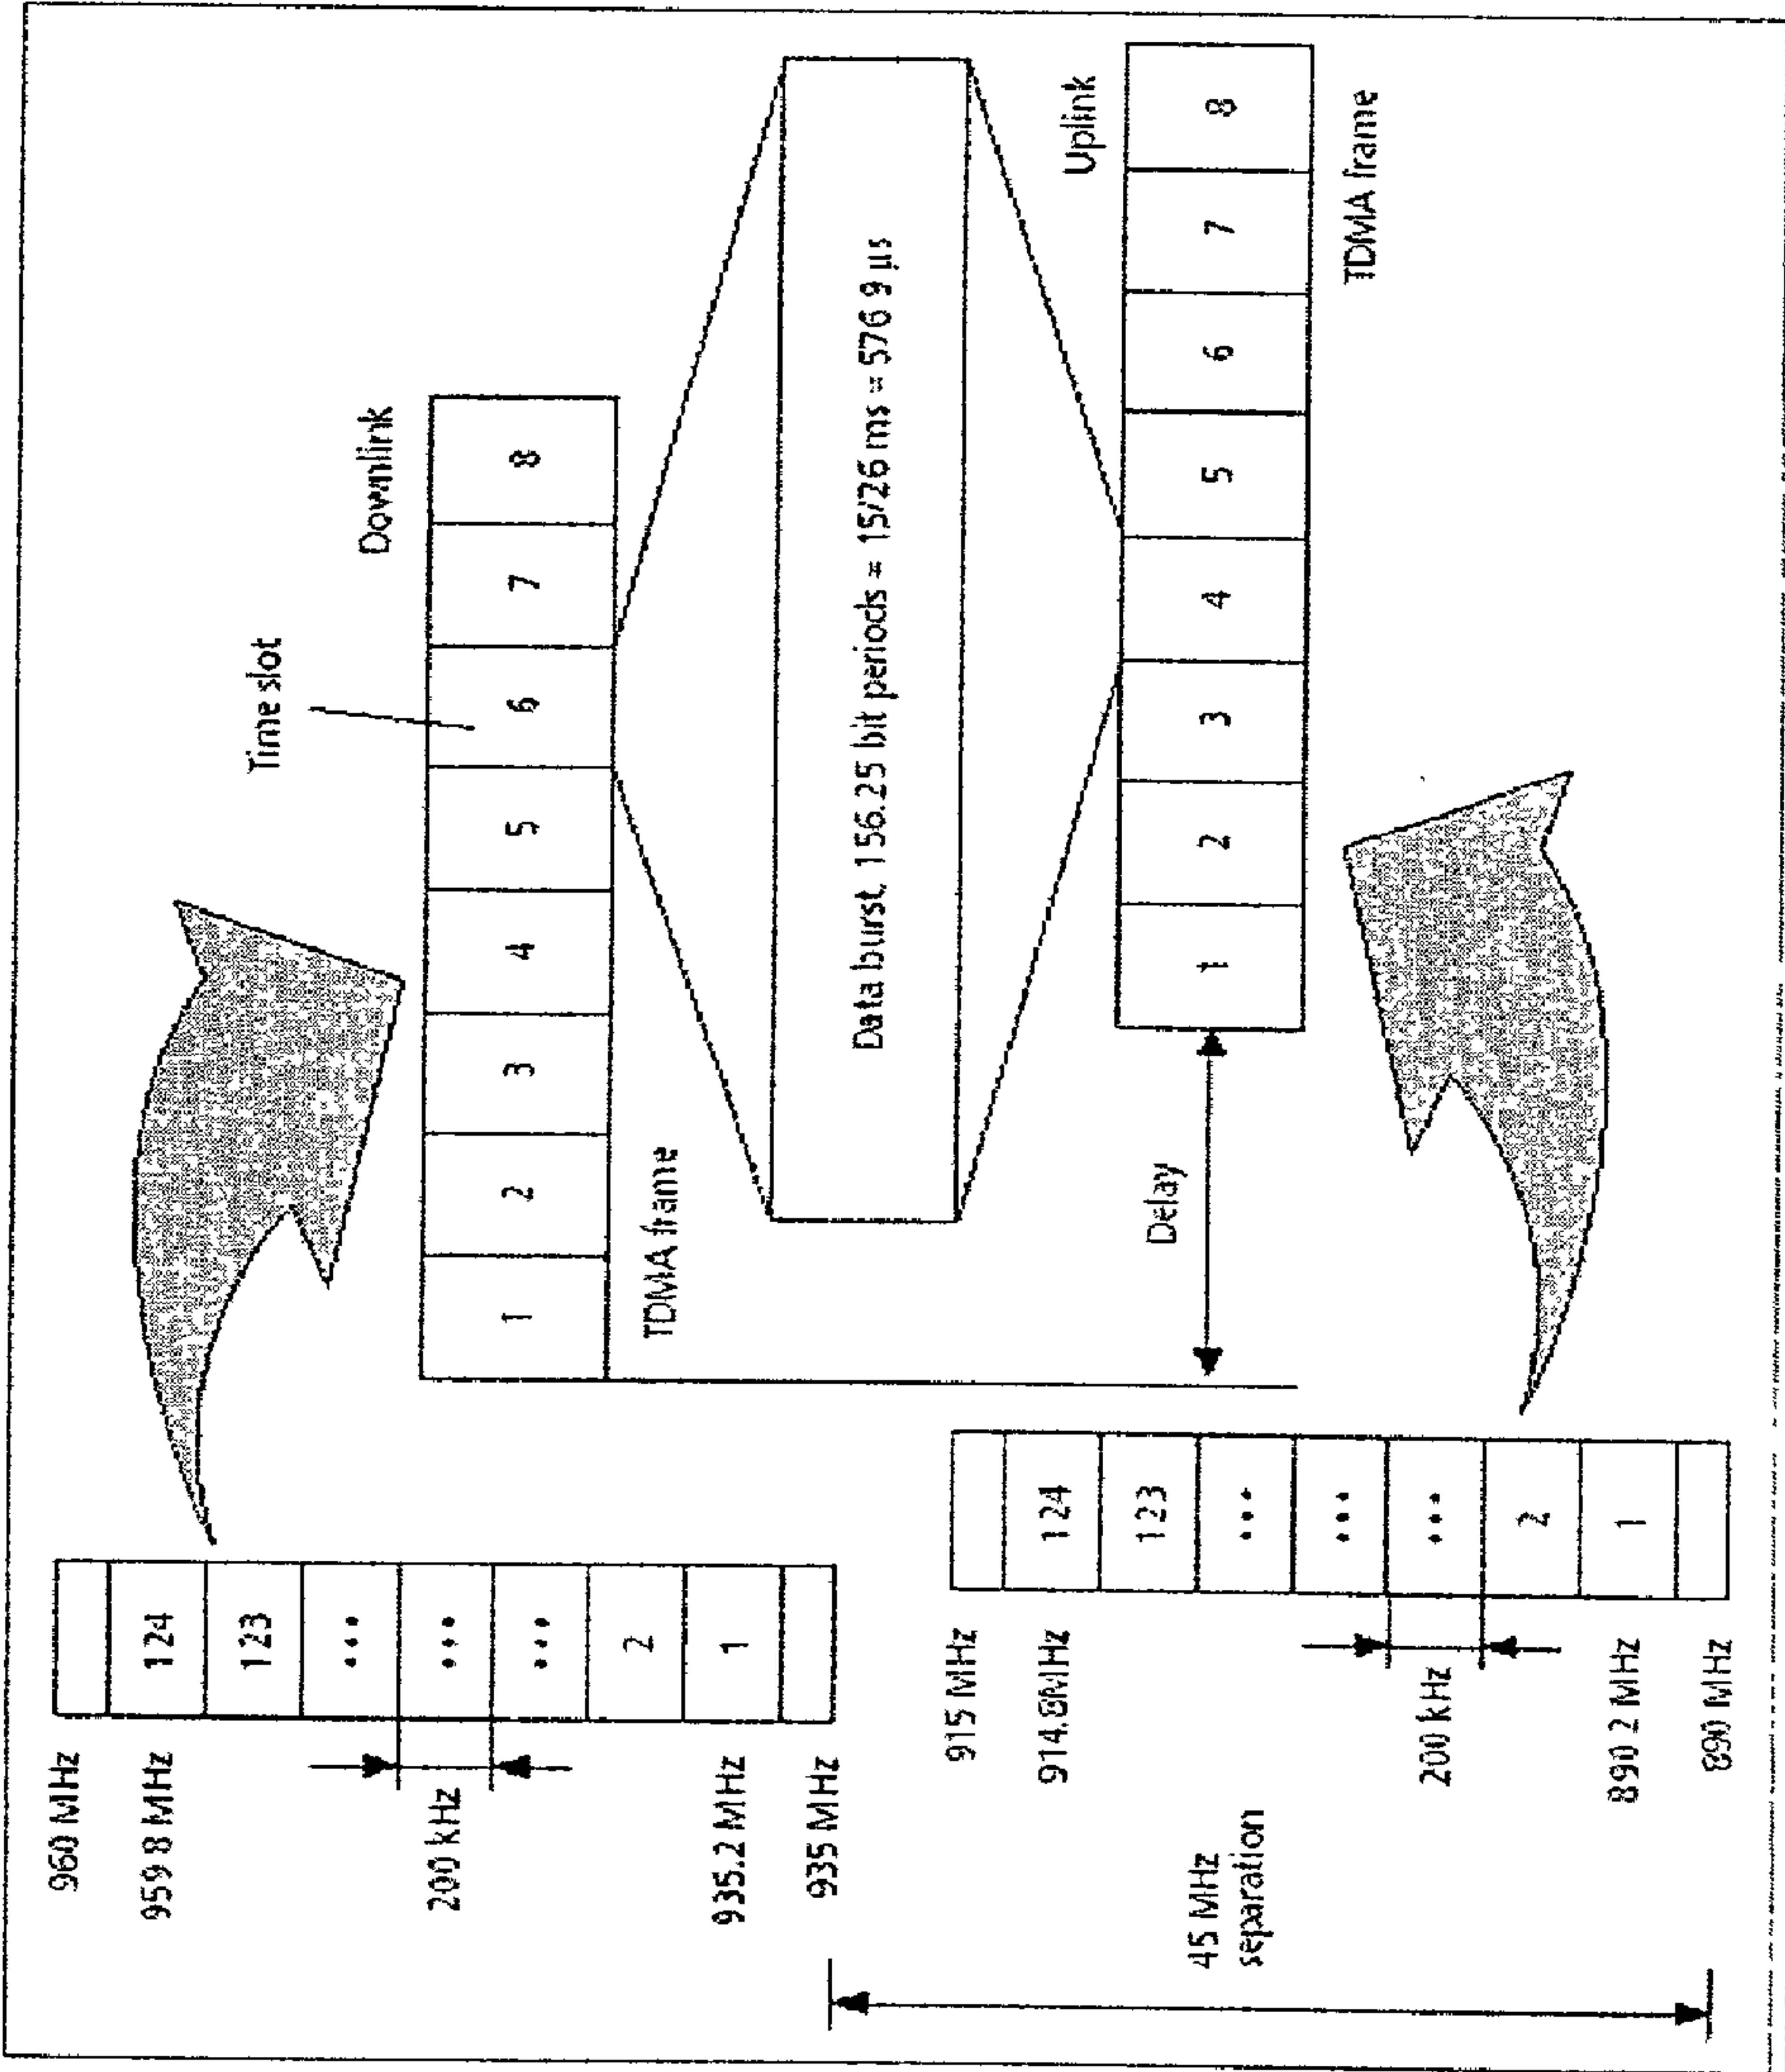 960 MHz
959 8 MHz
200 kHz
935.2 MHz
935 MHz
124
123
•••
•••
•••
2
1
45 MHz
separation
915 MHz
914.8MHz
200 kHz
890 2 MHz
890 MHz
124
123
•••
•••
•••
2
1
Time slot
Downlink
1 2 3 4 5 6 7 8
TDMA frame
Data burst, 156.25 bit periods = 15/26 ms = 576 9 µs
Delay
Uplink
1 2 3 4 5 6 7 8
TDMA frame